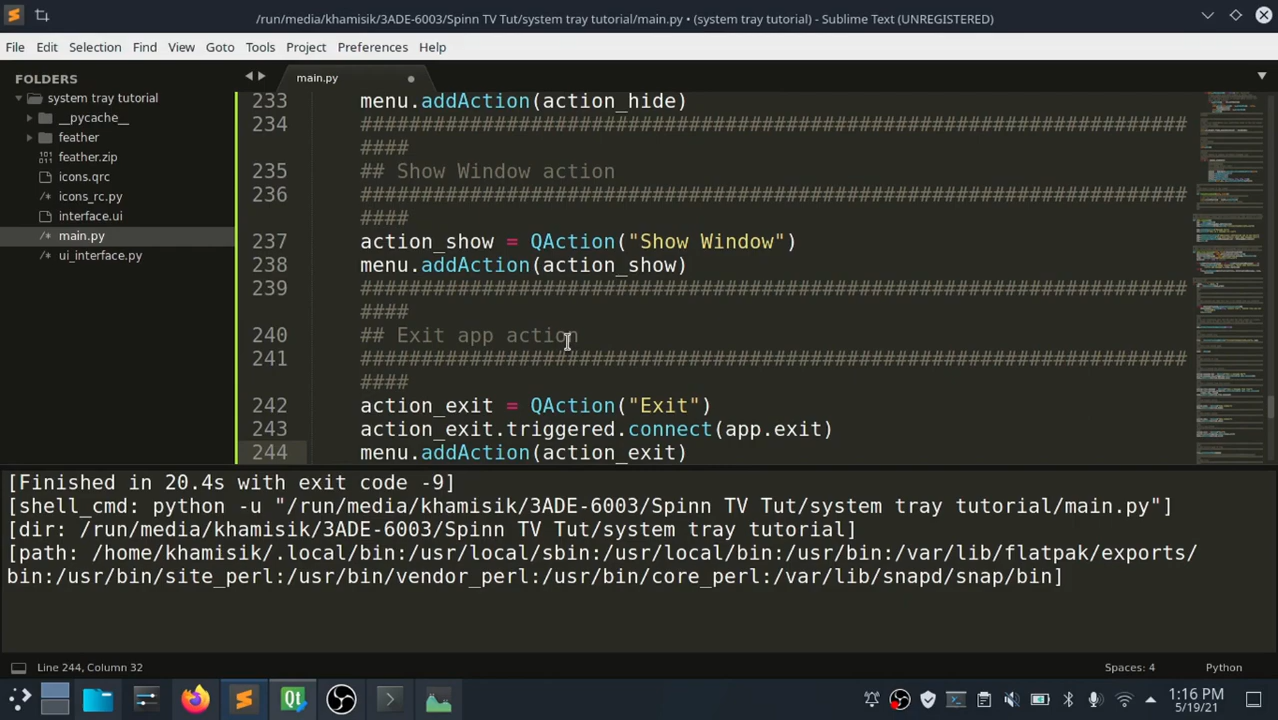 /run/media/khamisik/3ADE-6003/Spinn TV Tut/system tray tutorial/main.py • (system tray tutorial) - Sublime Text (UNREGISTERED)
File Edit Selection Find View Goto Tools Project Preferences Help
FOLDERS
system tray tutorial
__pycache__
feather
feather.zip
icons.qrc
/* icons_rc.py
interface.ui
/* main.py
/* ui_interface.py
main.py
233 menu.addAction(action_hide)
234 ####################################################################
####
235 ## Show Window action
236 ####################################################################
####
237 action_show = QAction("Show Window")
238 menu.addAction(action_show)
239 ####################################################################
####
240 ## Exit app action
241 ####################################################################
####
242 action_exit = QAction("Exit")
243 action_exit.triggered.connect(app.exit)
244 menu.addAction(action_exit)
[Finished in 20.4s with exit code -9]
[shell_cmd: python -u "/run/media/khamisik/3ADE-6003/Spinn TV Tut/system tray tutorial/main.py"]
[dir: /run/media/khamisik/3ADE-6003/Spinn TV Tut/system tray tutorial]
[path: /home/khamisik/.local/bin:/usr/local/sbin:/usr/local/bin:/usr/bin:/var/lib/flatpak/exports/
bin:/usr/bin/site_perl:/usr/bin/vendor_perl:/usr/bin/core_perl:/var/lib/snapd/snap/bin]
Line 244, Column 32
Spaces: 4
Python
1:16 PM
5/19/21